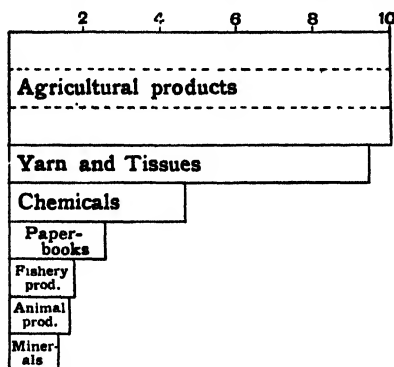 2 4 6 8 10
Agricultural products
Yarn and Tissues
Chemicals
Paper-
books
Fishery
prod.
Animal
prod.
Miner-
als